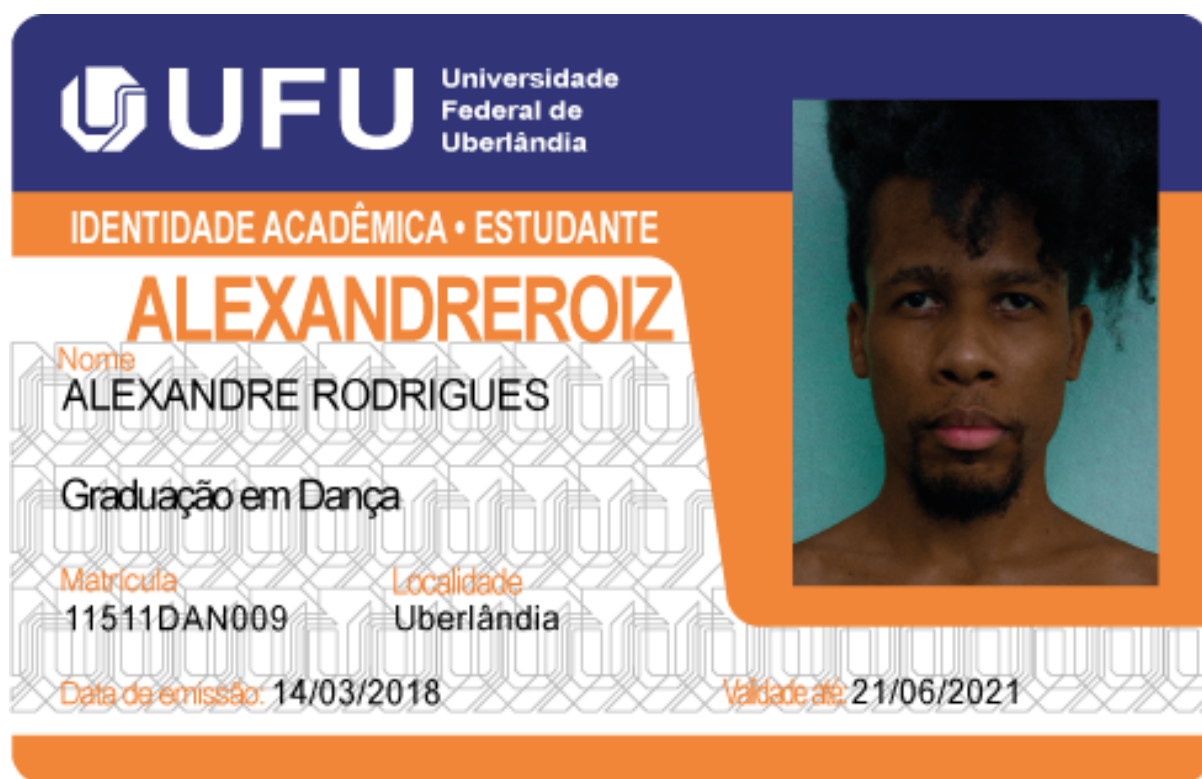 UFU
Universidade
Federal de
Uberlândia
IDENTIDADE ACADÊMICA • ESTUDANTE
ALEXANDREROIZ
Nome
ALEXANDRE RODRIGUES
Graduação em Dança
Matrícula Localidade
11511DAN009 Uberlândia
Data de emissão: 14/03/2018 Validade até: 21/06/2021